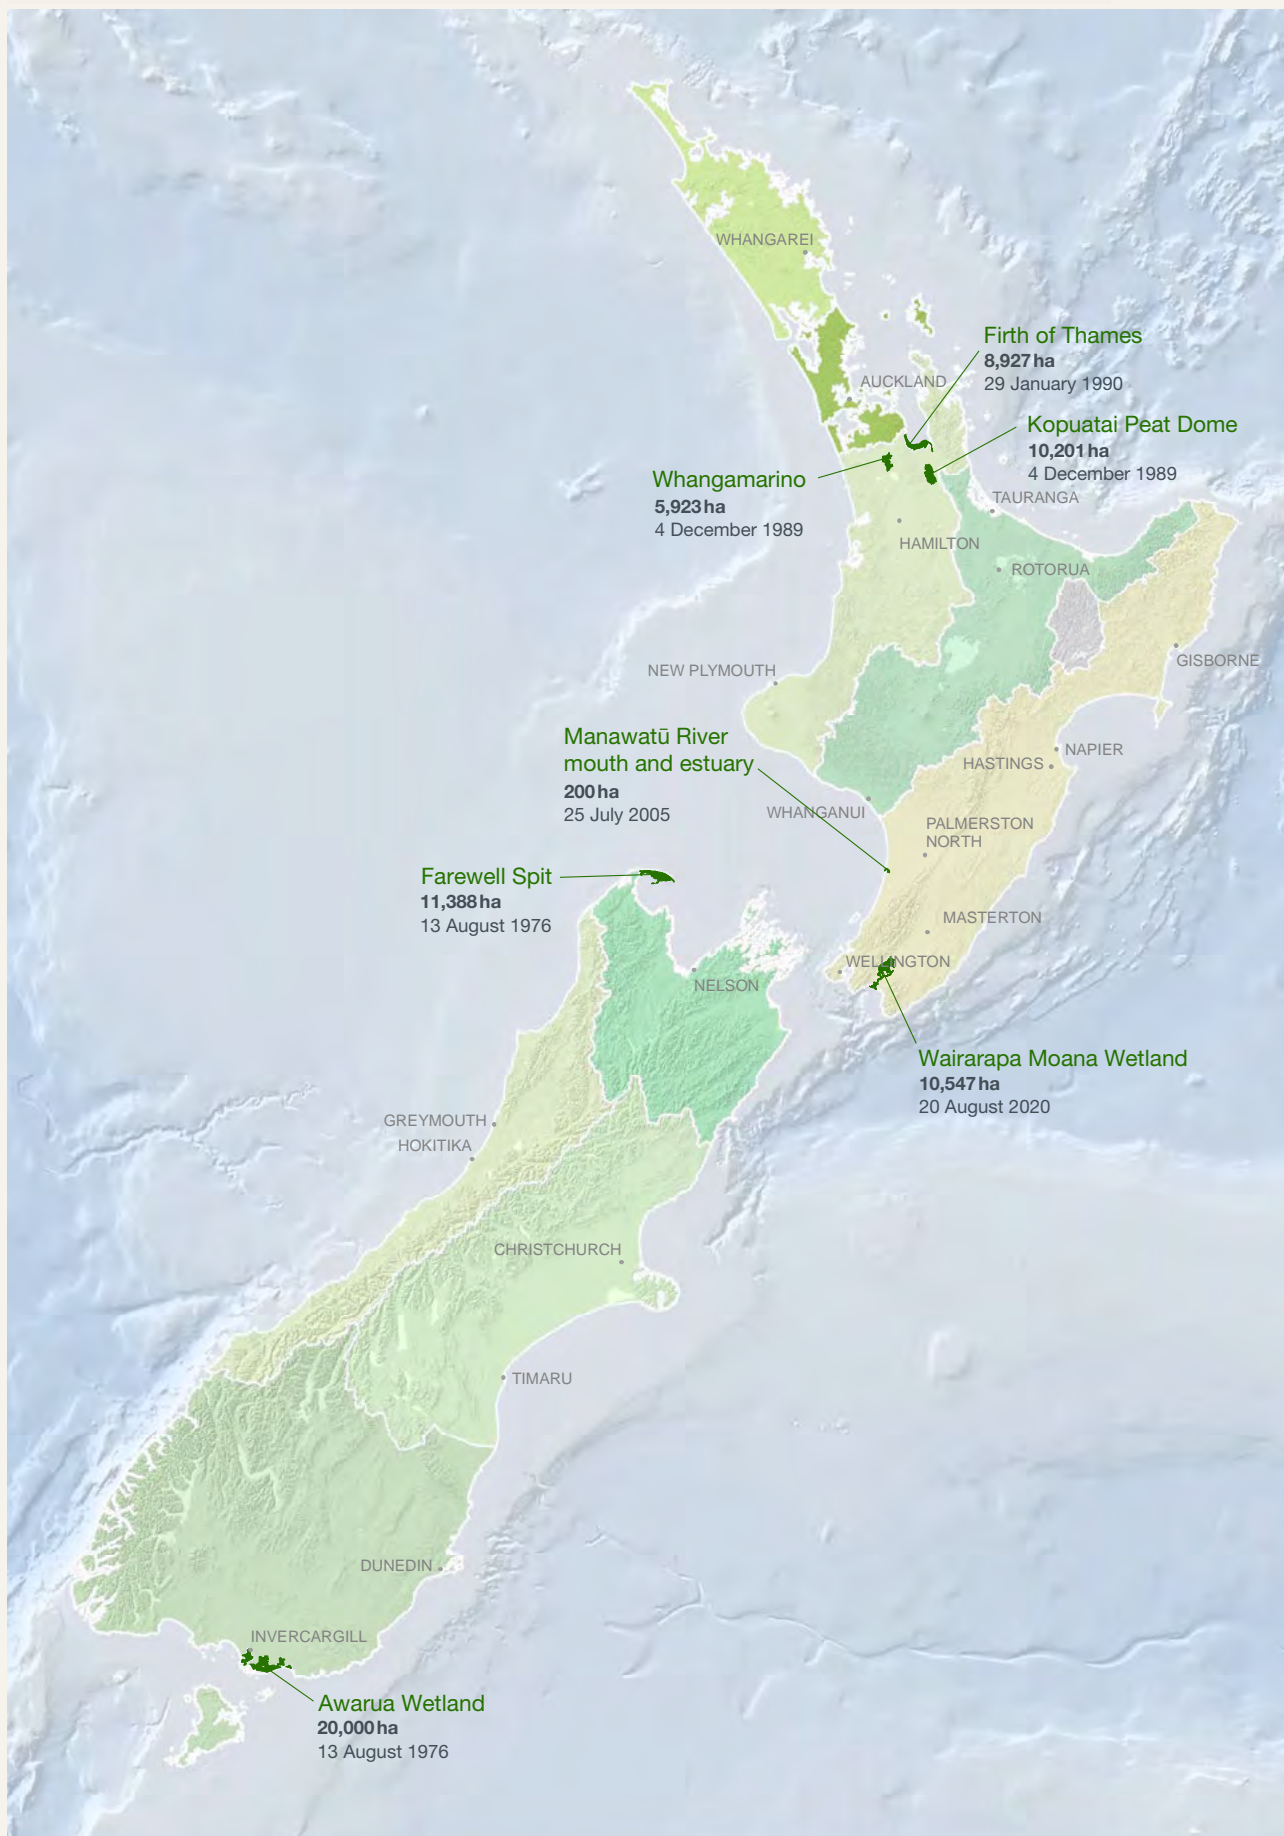 WHANGAREI
Firth of Thames
8,927 ha
29 January 1990
AUCKLAND
Kopuatai Peat Dome
10,201 ha
4 December 1989
Whangamarino
5,923 ha
4 December 1989
TAURANGA
HAMILTON
ROTORUA
GISBORNE
NEW PLYMOUTH
Manawatū River
mouth and estuary
200 ha
25 July 2005
NAPIER
HASTINGS
WHANGANUI
PALMERSTON
NORTH
Farewell Spit
11,388 ha
13 August 1976
MASTERTON
WELLINGTON
NELSON
Wairarapa Moana Wetland
10,547 ha
20 August 2020
GREYMOUTH
HOKITIKA
CHRISTCHURCH
TIMARU
DUNEDIN
INVERCARGILL
Awarua Wetland
20,000 ha
13 August 1976